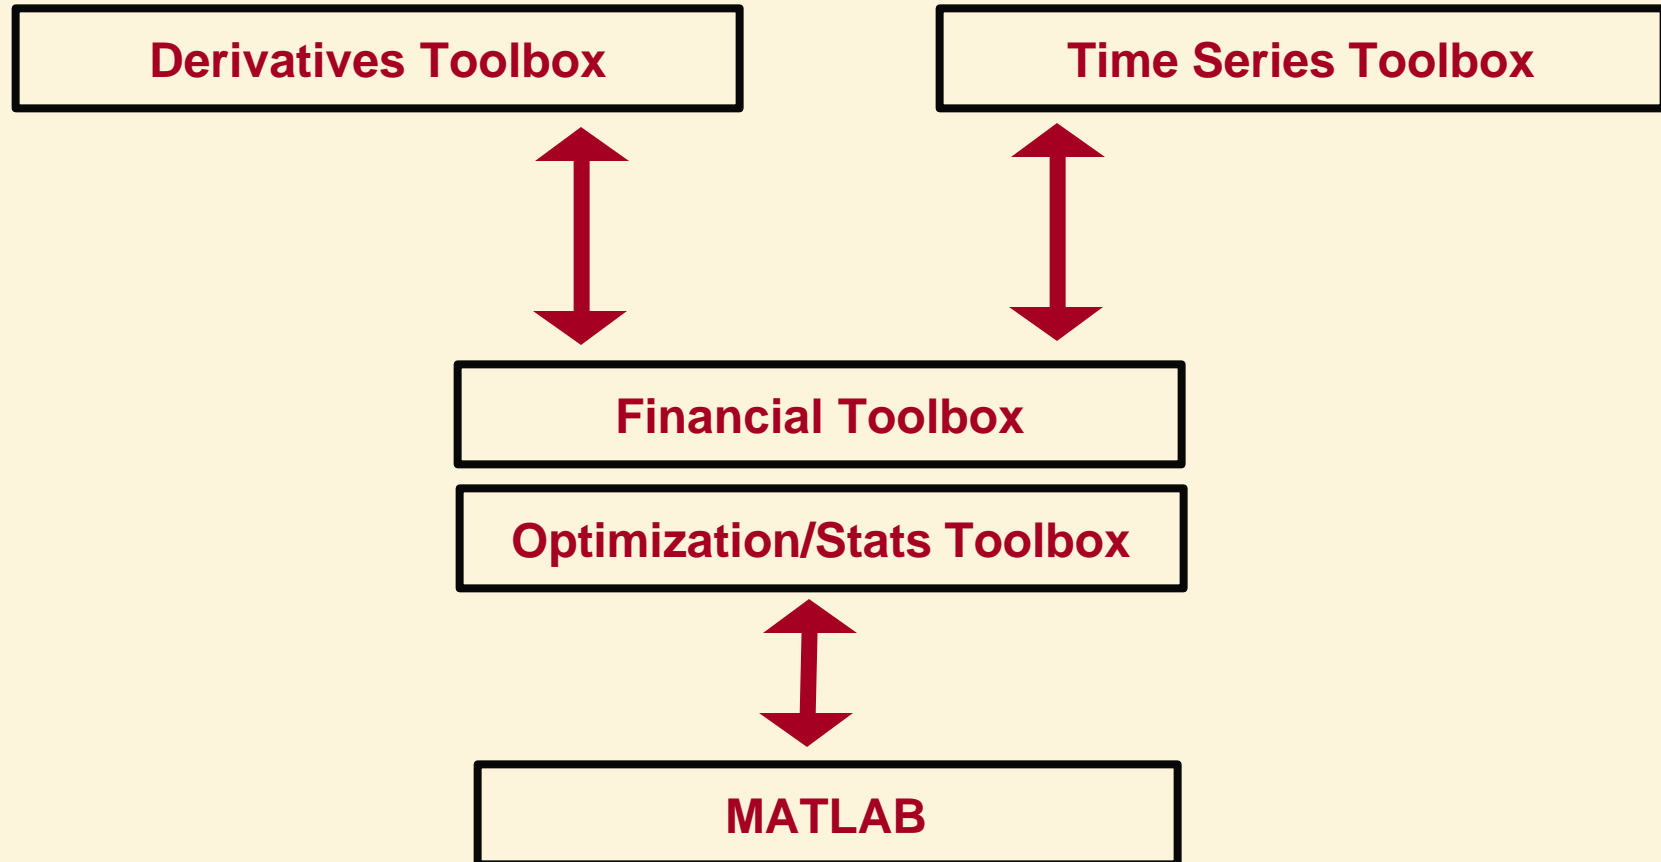 Derivatives Toolbox
Time Series Toolbox
Financial Toolbox
Optimization/Stats Toolbox
MATLAB